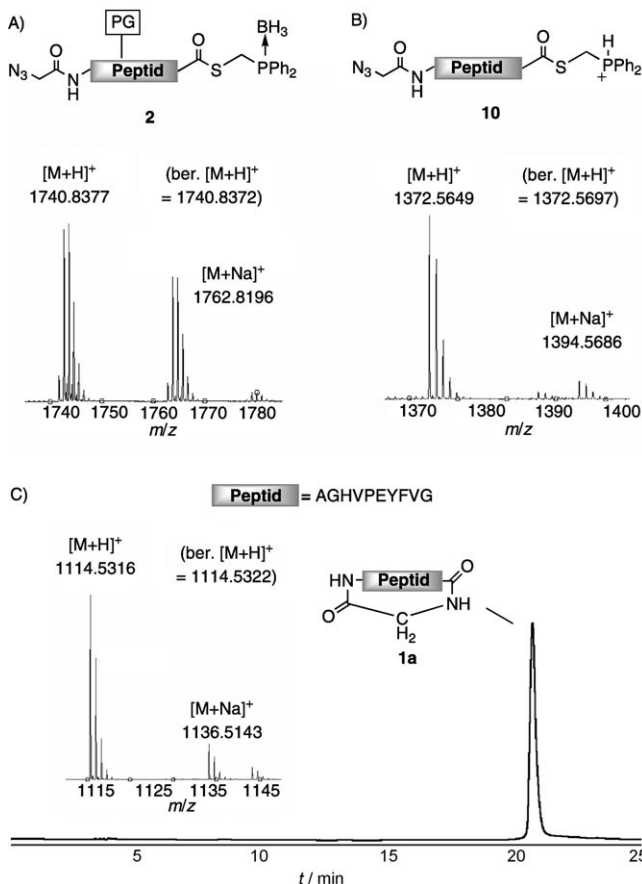 A)
PG
BH3
O
N3
N
H
Peptid
O
S
PPh2
2
[M+H]+
1740.8377
(ber. [M+H]+
= 1740.8372)
[M+Na]+
1762.8196
1740 1750 1760 1770 1780
m/z
B)
O
N3
N
H
Peptid
O
S
H
PPh2
+
10
[M+H]+
1372.5649
(ber. [M+H]+
= 1372.5697)
[M+Na]+
1394.5686
1370 1380 1390 1400
m/z
C)
Peptid = AGHVPEYFVG
[M+H]+
1114.5316
(ber. [M+H]+
= 1114.5322)
[M+Na]+
1136.5143
1115 1125 1135 1145
m/z
HN
Peptid
O
O
NH
C
H2
1a
5 10 15 20 25
t / min